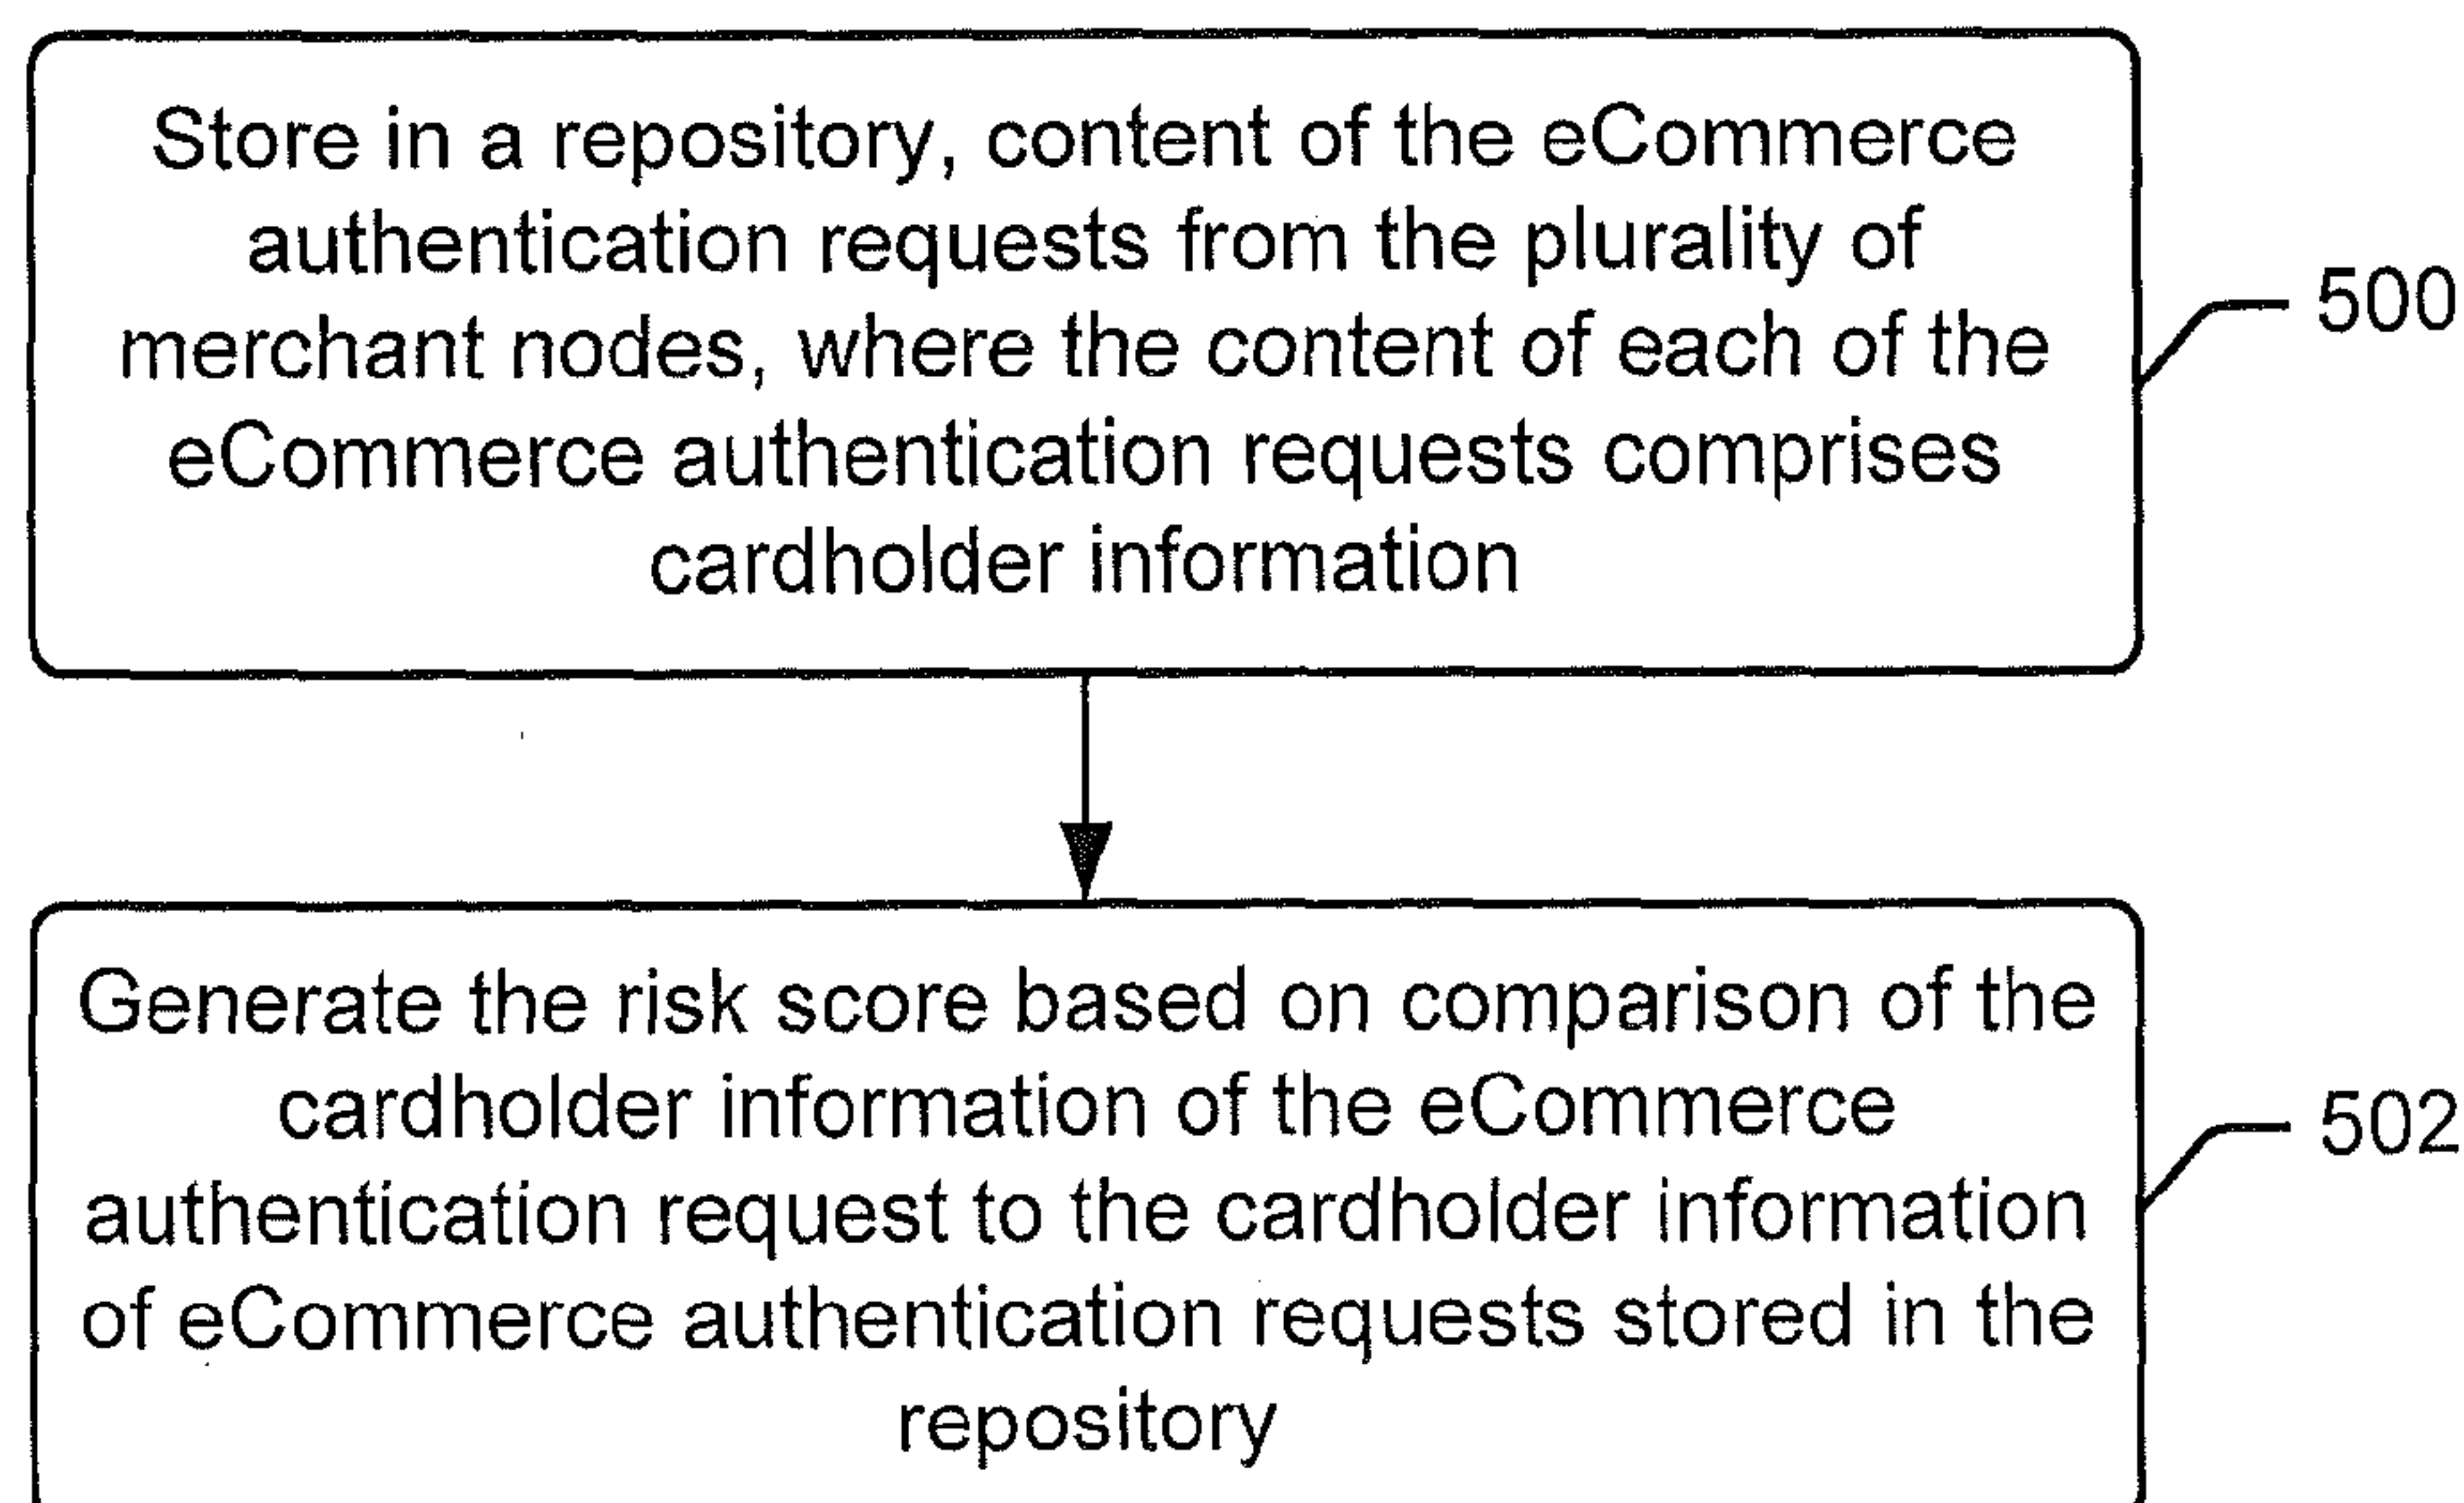 Store in a repository, content of the eCommerce
authentication requests from the plurality of
merchant nodes, where the content of each of the
eCommerce authentication requests comprises
cardholder information
500
Generate the risk score based on comparison of the
cardholder information of the eCommerce
authentication request to the cardholder information
of eCommerce authentication requests stored in the
repository
502